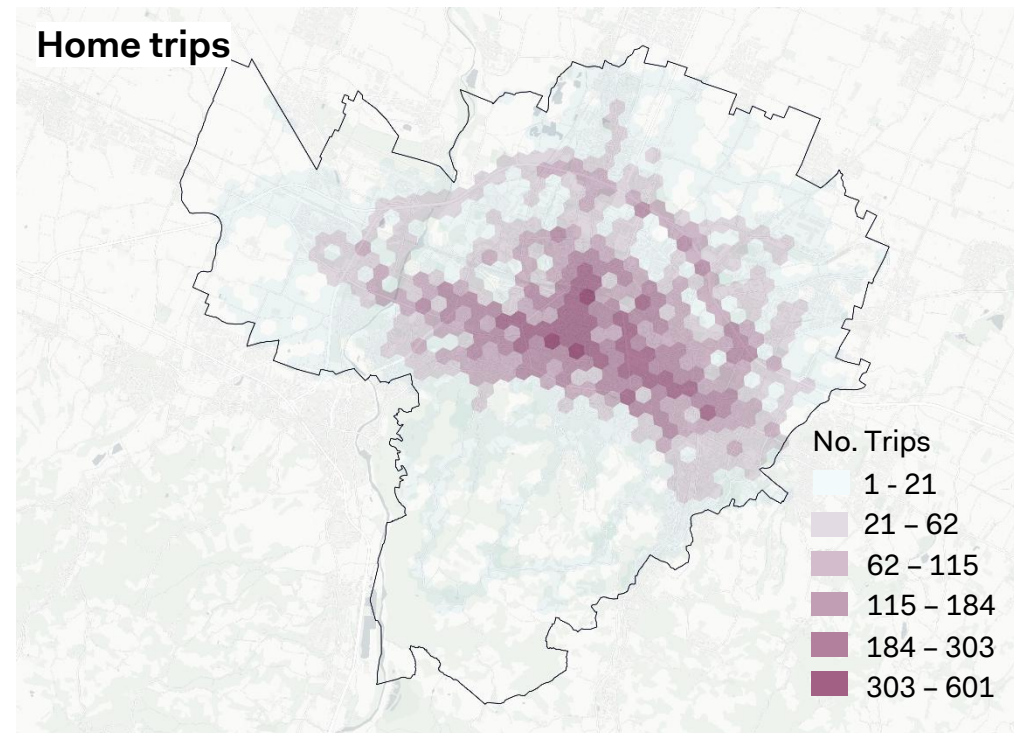 Home trips
No. Trips
1 - 21
21 – 62
62 – 115
115 – 184
184 – 303
303 – 601